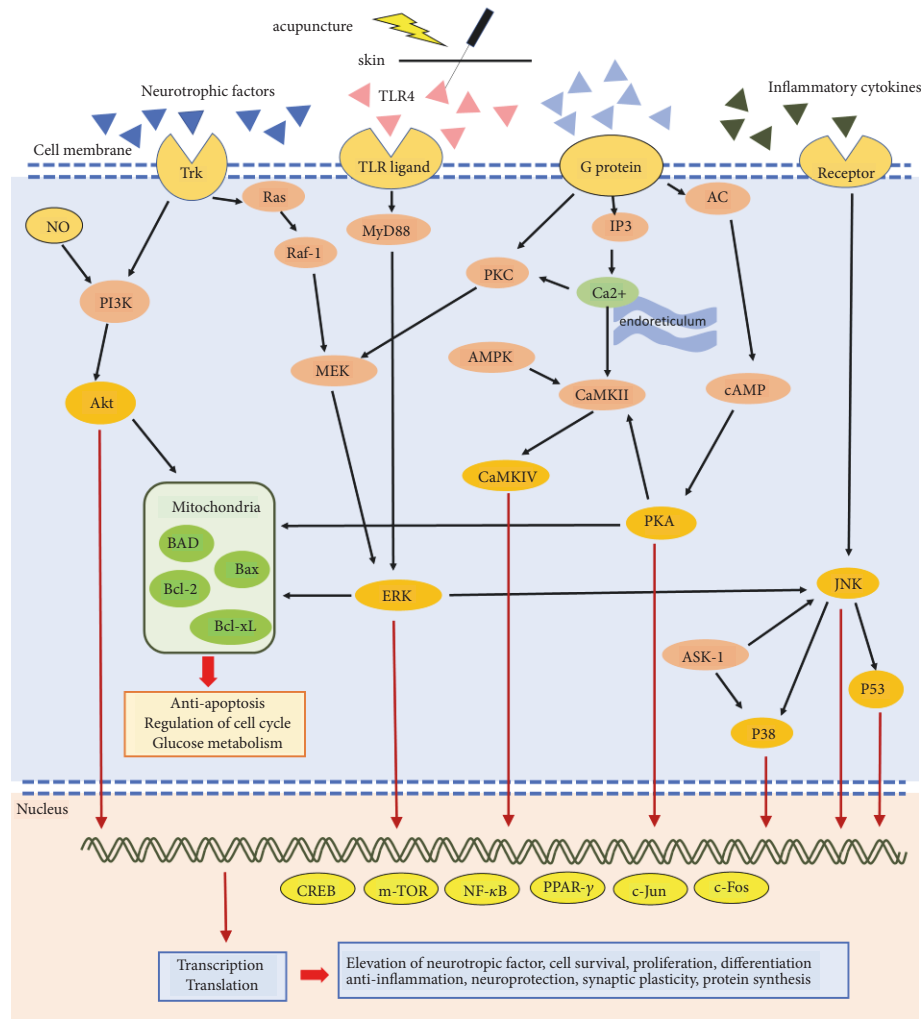 acupuncture
skin
Neurotrophic factors
TLR4
Inflammatory cytokines
Cell membrane
Trk
TLR ligand
G protein
Receptor
Ras
AC
NO
MyD88
IP3
Raf-1
PKC
Ca2+
PI3K
endoreticulum
AMPK
MEK
CaMKII
cAMP
Akt
CaMKIV
Mitochondria
PKA
BAD
Bax
Bcl-2
ERK
JNK
Bcl-xL
ASK-1
P53
Anti-apoptosis
Regulation of cell cycle
Glucose metabolism
P38
Nucleus
CREB
m-TOR
NF-κB
PPAR-γ
c-Jun
c-Fos
Transcription
Translation
Elevation of neurotropic factor, cell survival, proliferation, differentiation
anti-inflammation, neuroprotection, synaptic plasticity, protein synthesis